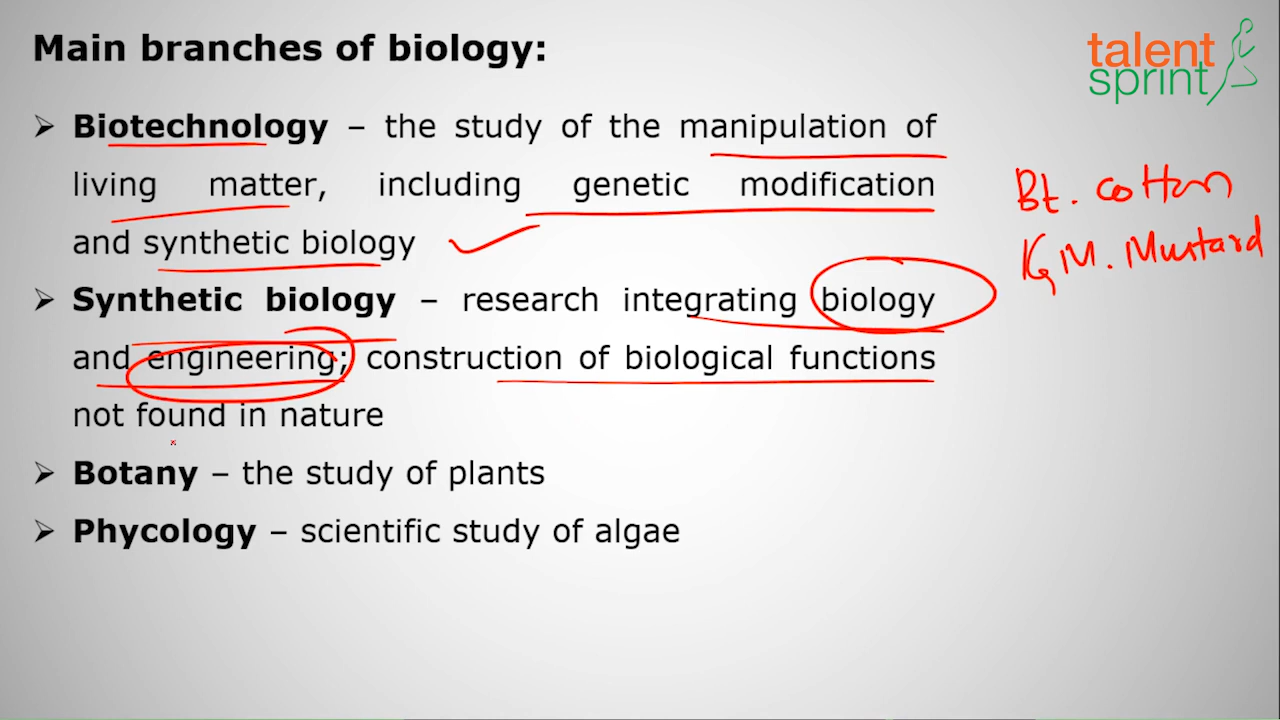 Main branches of biology:
talent
sprint
➢ Biotechnology – the study of the manipulation of
living matter, including genetic modification
and synthetic biology
Bt. cotton
G M. Mustard
➢ Synthetic biology – research integrating biology
and engineering; construction of biological functions
not found in nature
➢ Botany – the study of plants
➢ Phycology – scientific study of algae